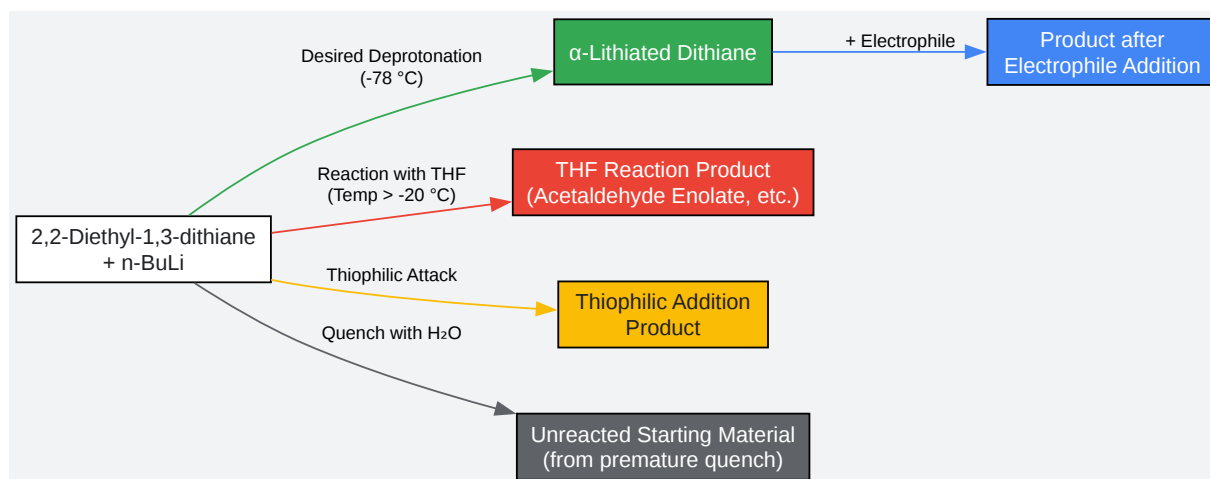 Desired Deprotonation
(-78 °C)
α-Lithiated Dithiane
+ Electrophile
Product after
Electrophile Addition
Reaction with THF
(Temp > -20 °C)
THF Reaction Product
(Acetaldehyde Enolate, etc.)
2,2-Diethyl-1,3-dithiane
+ n-BuLi
Thiophilic Attack
Thiophilic Addition
Product
Quench with H₂O
Unreacted Starting Material
(from premature quench)